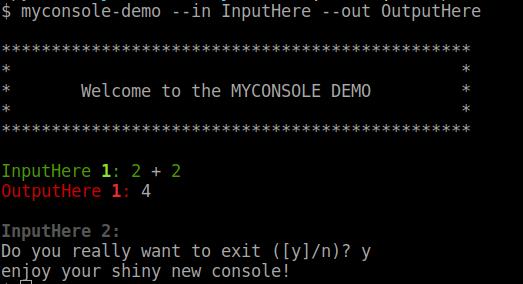 $ myconsole-demo --in InputHere --out OutputHere
***********************************************
*                                             *
*       Welcome to the MYCONSOLE DEMO         *
*                                             *
***********************************************
InputHere 1: 2 + 2
OutputHere 1: 4
InputHere 2:
Do you really want to exit ([y]/n)? y
enjoy your shiny new console!